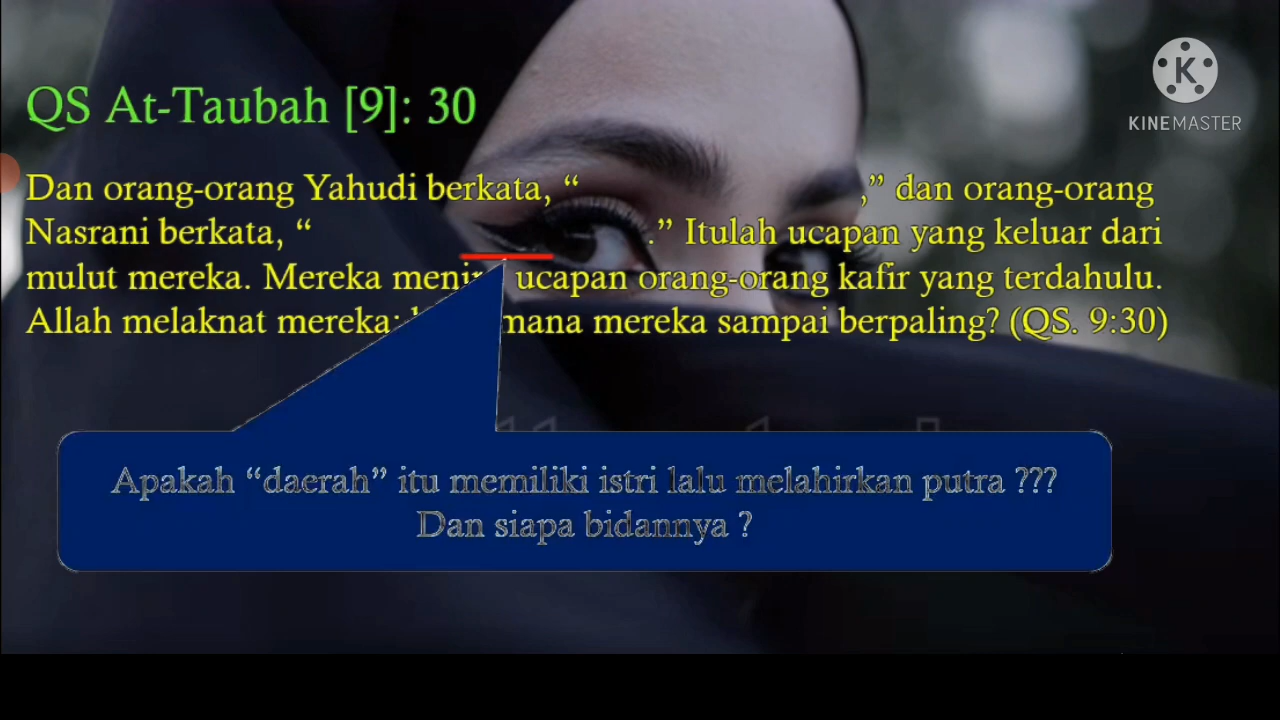 QS At-Taubah [9]: 30
KINEMASTER
Dan orang-orang Yahudi berkata, “ ,” dan orang-orang
Nasrani berkata, “ .” Itulah ucapan yang keluar dari
mulut mereka. Mereka ucapan orang-orang kafir yang terdahulu.
Allah melaknat mereka; mereka sampai berpaling? (QS. 9:30)
Apakah “daerah” itu memiliki istri lalu melahirkan putra ???
Dan siapa bidannya ?